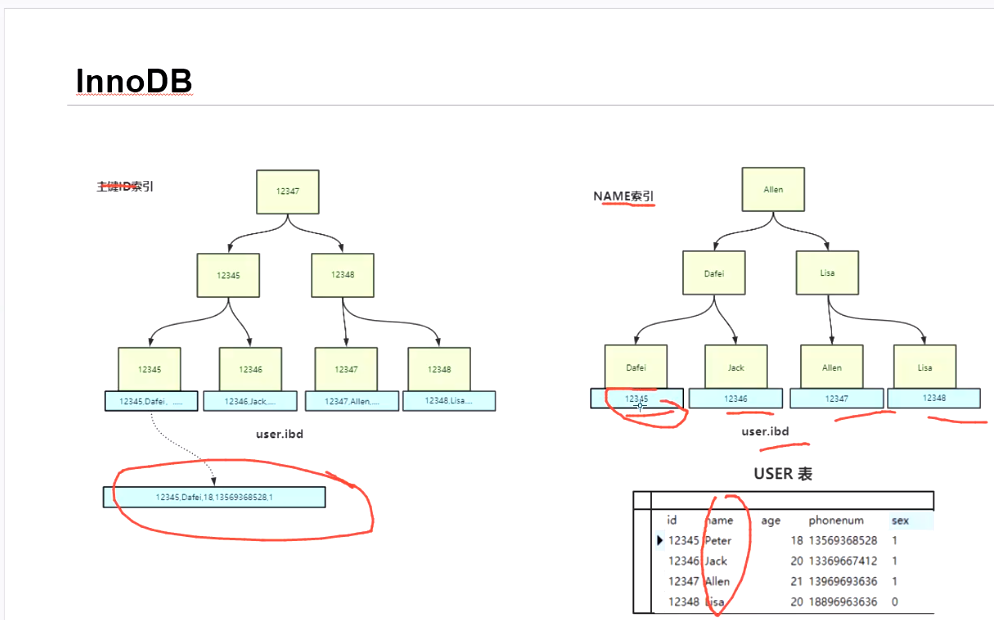 InnoDB
主键ID索引
12347
12345
12348
12345
12346
12347
12348
12345,Dafei, ......
12346,Jack,....
12347,Allen,....
12348,Lisa...
user.ibd
12345,Dafei,18,13569368528,1
NAME索引
Allen
Dafei
Lisa
Dafei
Jack
Allen
Lisa
12345
12346
12347
12348
user.ibd
USER 表
id name age phonenum sex
12345 Peter 18 13569368528 1
12346 Jack 20 13369667412 1
12347 Allen 21 13969693636 1
12348 Lisa 20 18896963636 0